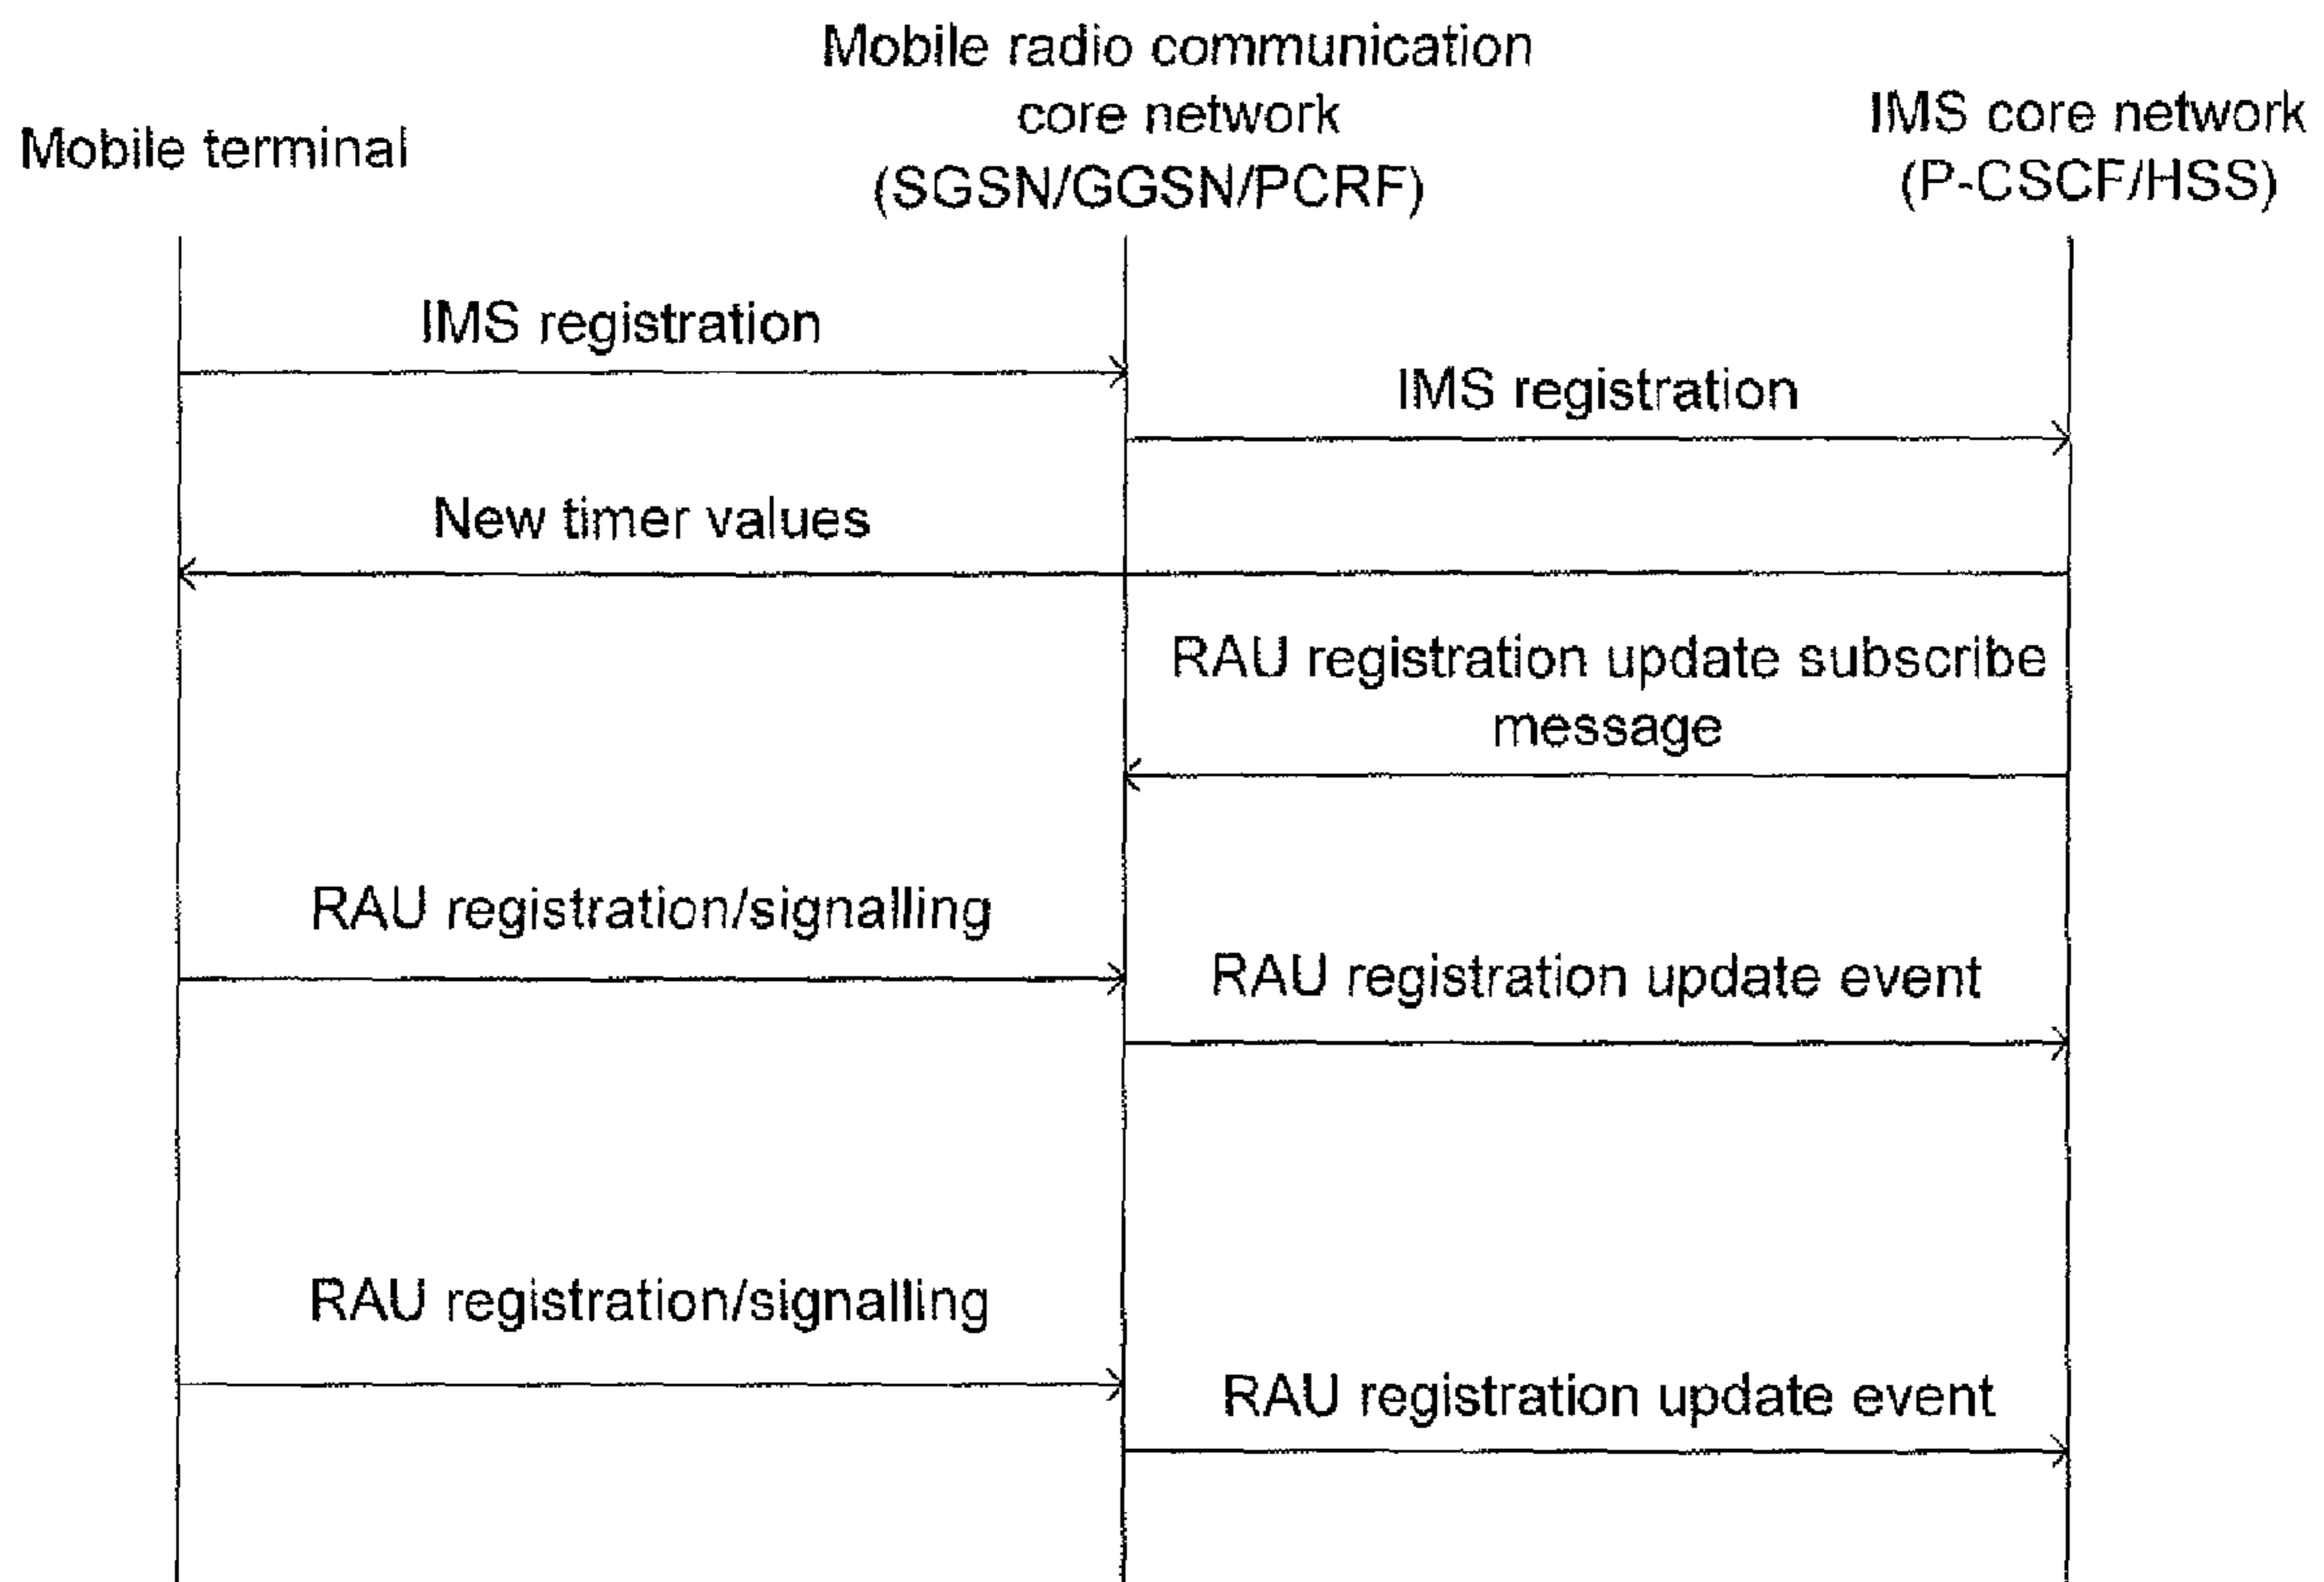 Mobile terminal
Mobile radio communication
core network
(SGSN/GGSN/PCRF)
IMS core network
(P-CSCF/HSS)
IMS registration
IMS registration
New timer values
RAU registration update subscribe
message
RAU registration/signalling
RAU registration update event
RAU registration/signalling
RAU registration update event